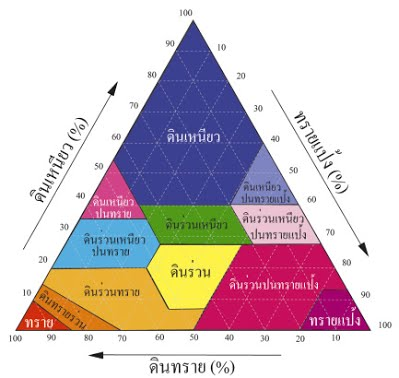 100
90
10
80
20
70
30
60
ดินเหนียว
40
ดินเหนียว (%)
ทรายแป้ง (%)
50
50
40
ดินเหนียว
ปนทราย
ดินเหนียว
ปนทรายแป้ง
60
30
ดินร่วนเหนียว
ดินร่วนเหนียว
ปนทรายแป้ง
70
ดินร่วนเหนียว
ปนทราย
20
ดินร่วน
80
ดินร่วนทราย
ดินร่วนปนทรายแป้ง
10
ดินทรายร่วน
90
ทราย
ทรายแป้ง
100
90
80
70
60
50
40
30
20
10
100
ดินทราย (%)